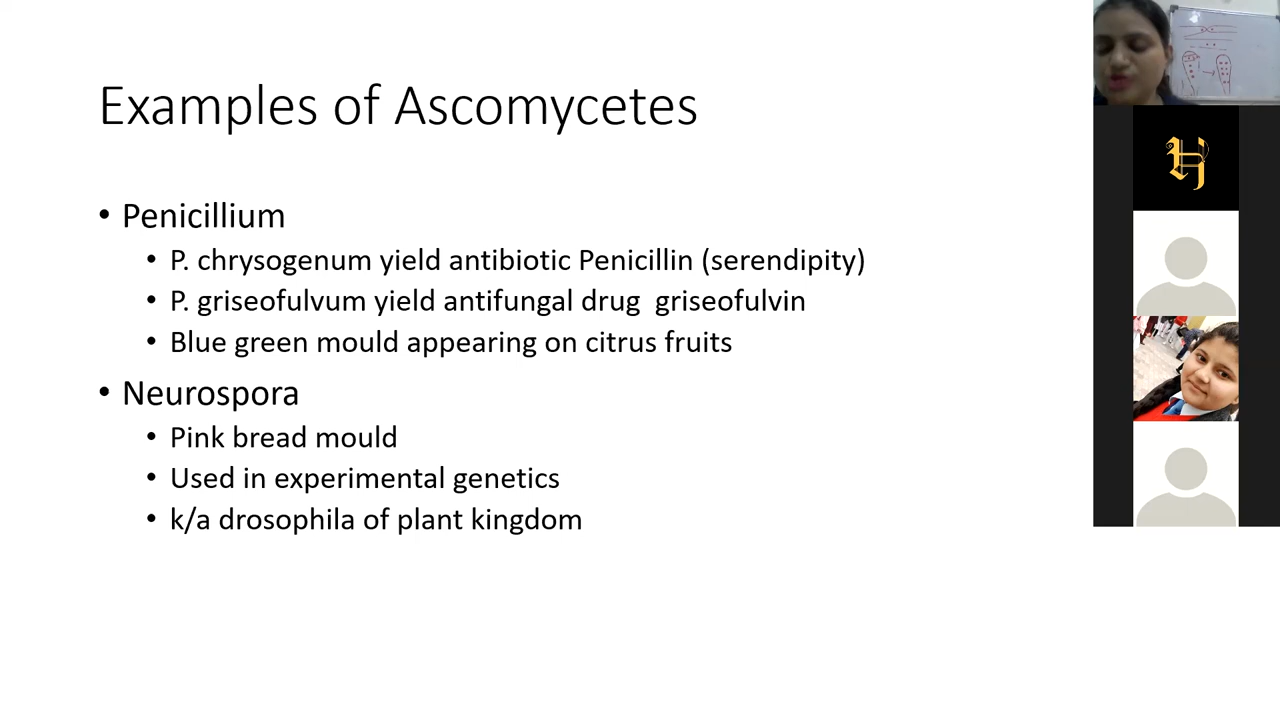 Examples of Ascomycetes
• Penicillium
• P. chrysogenum yield antibiotic Penicillin (serendipity)
• P. griseofulvum yield antifungal drug griseofulvin
• Blue green mould appearing on citrus fruits
• Neurospora
• Pink bread mould
• Used in experimental genetics
• k/a drosophila of plant kingdom